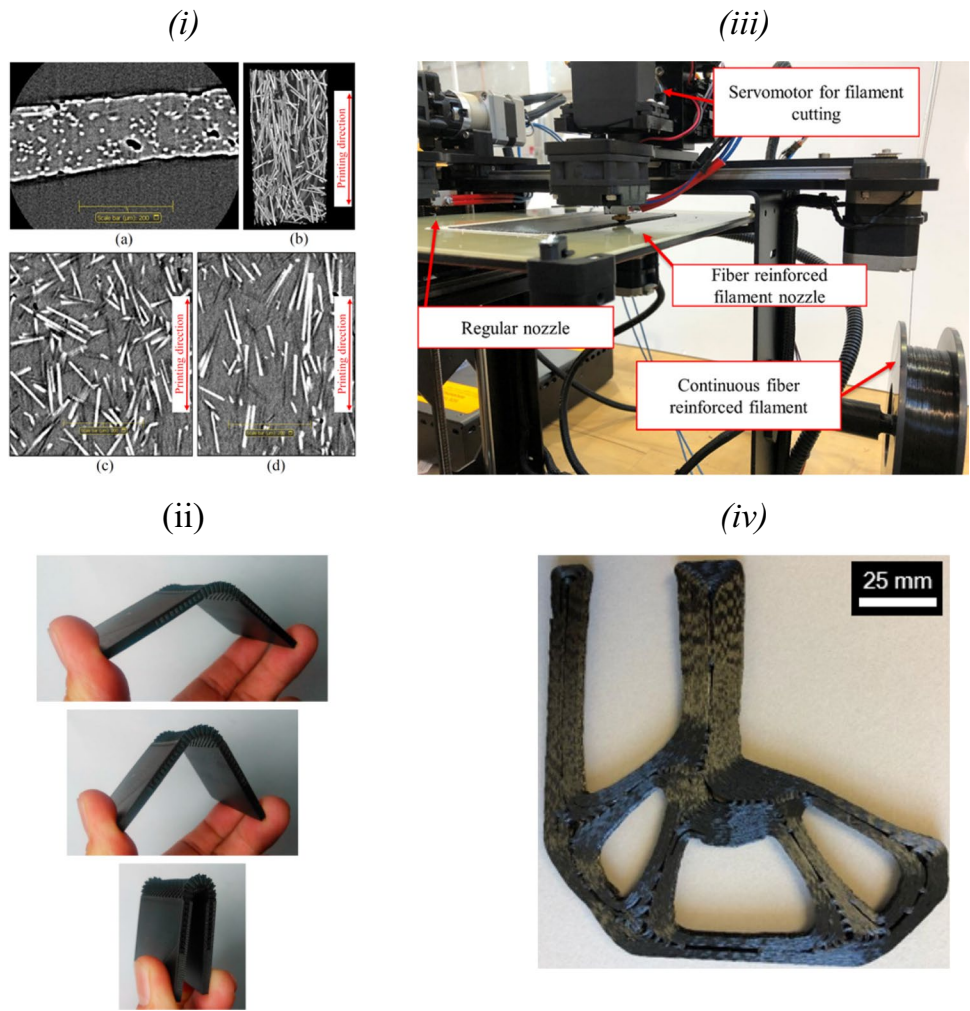 (i)
(iii)
Printing direction
Scale bar (µm): 200
(a)
(b)
Printing direction
Printing direction
(c)
(d)
Servomotor for filament
cutting
Fiber reinforced
filament nozzle
Regular nozzle
Continuous fiber
reinforced filament
(ii)
(iv)
25 mm